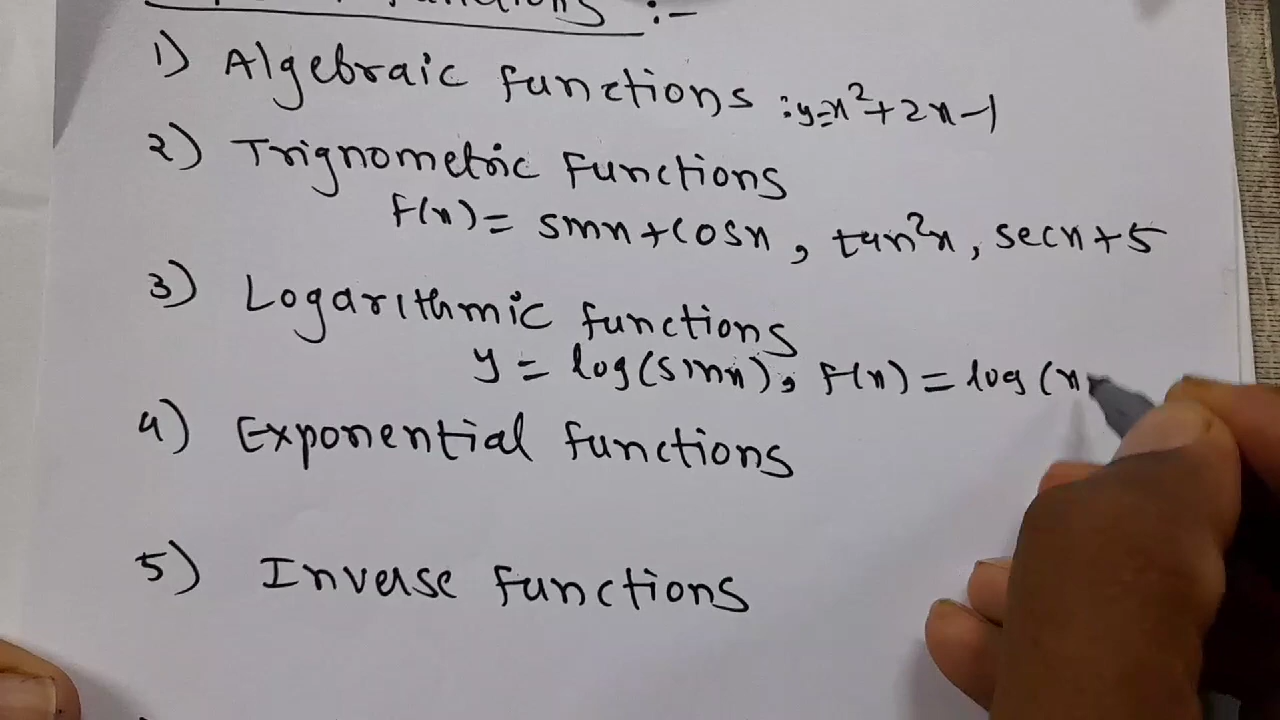 functions :-
1) Algebraic functions : y=x²+2x-1
2) Trignometric Functions
f(x) = sinx+cosx, tan²x, secx+5
3) Logarithmic functions
y = log(sinx), f(x) = log(x
4) Exponential functions
5) Inverse functions